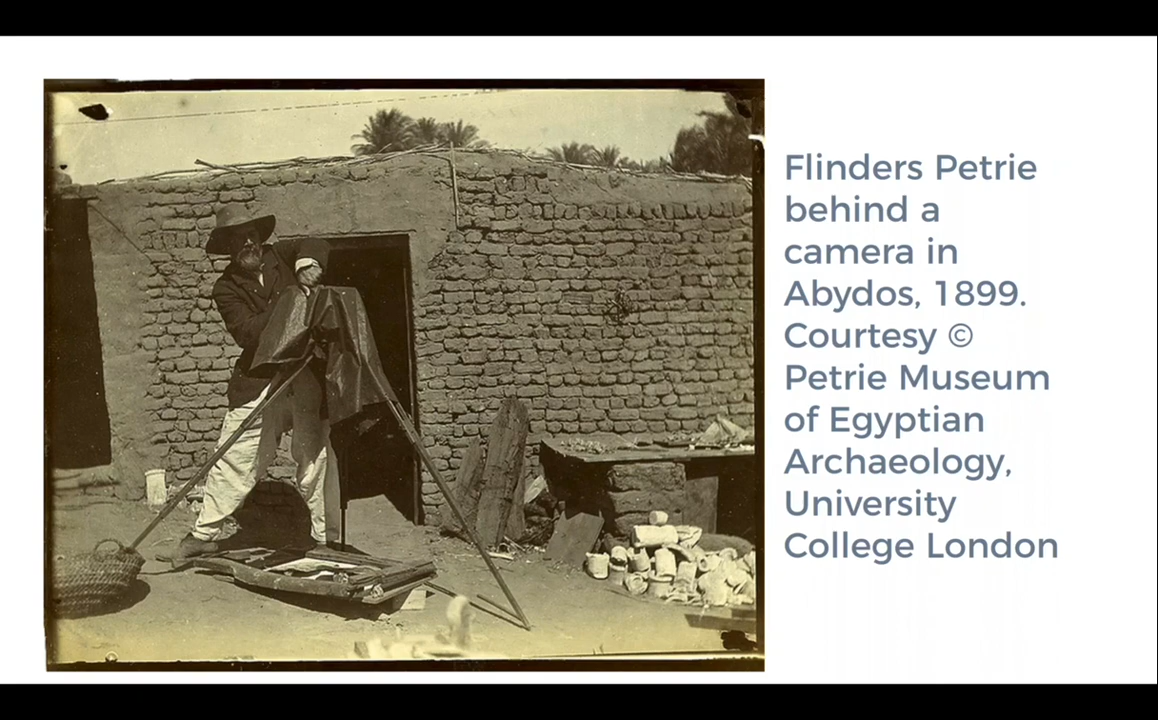 Flinders Petrie
behind a
camera in
Abydos, 1899.
Courtesy ©
Petrie Museum
of Egyptian
Archaeology,
University
College London